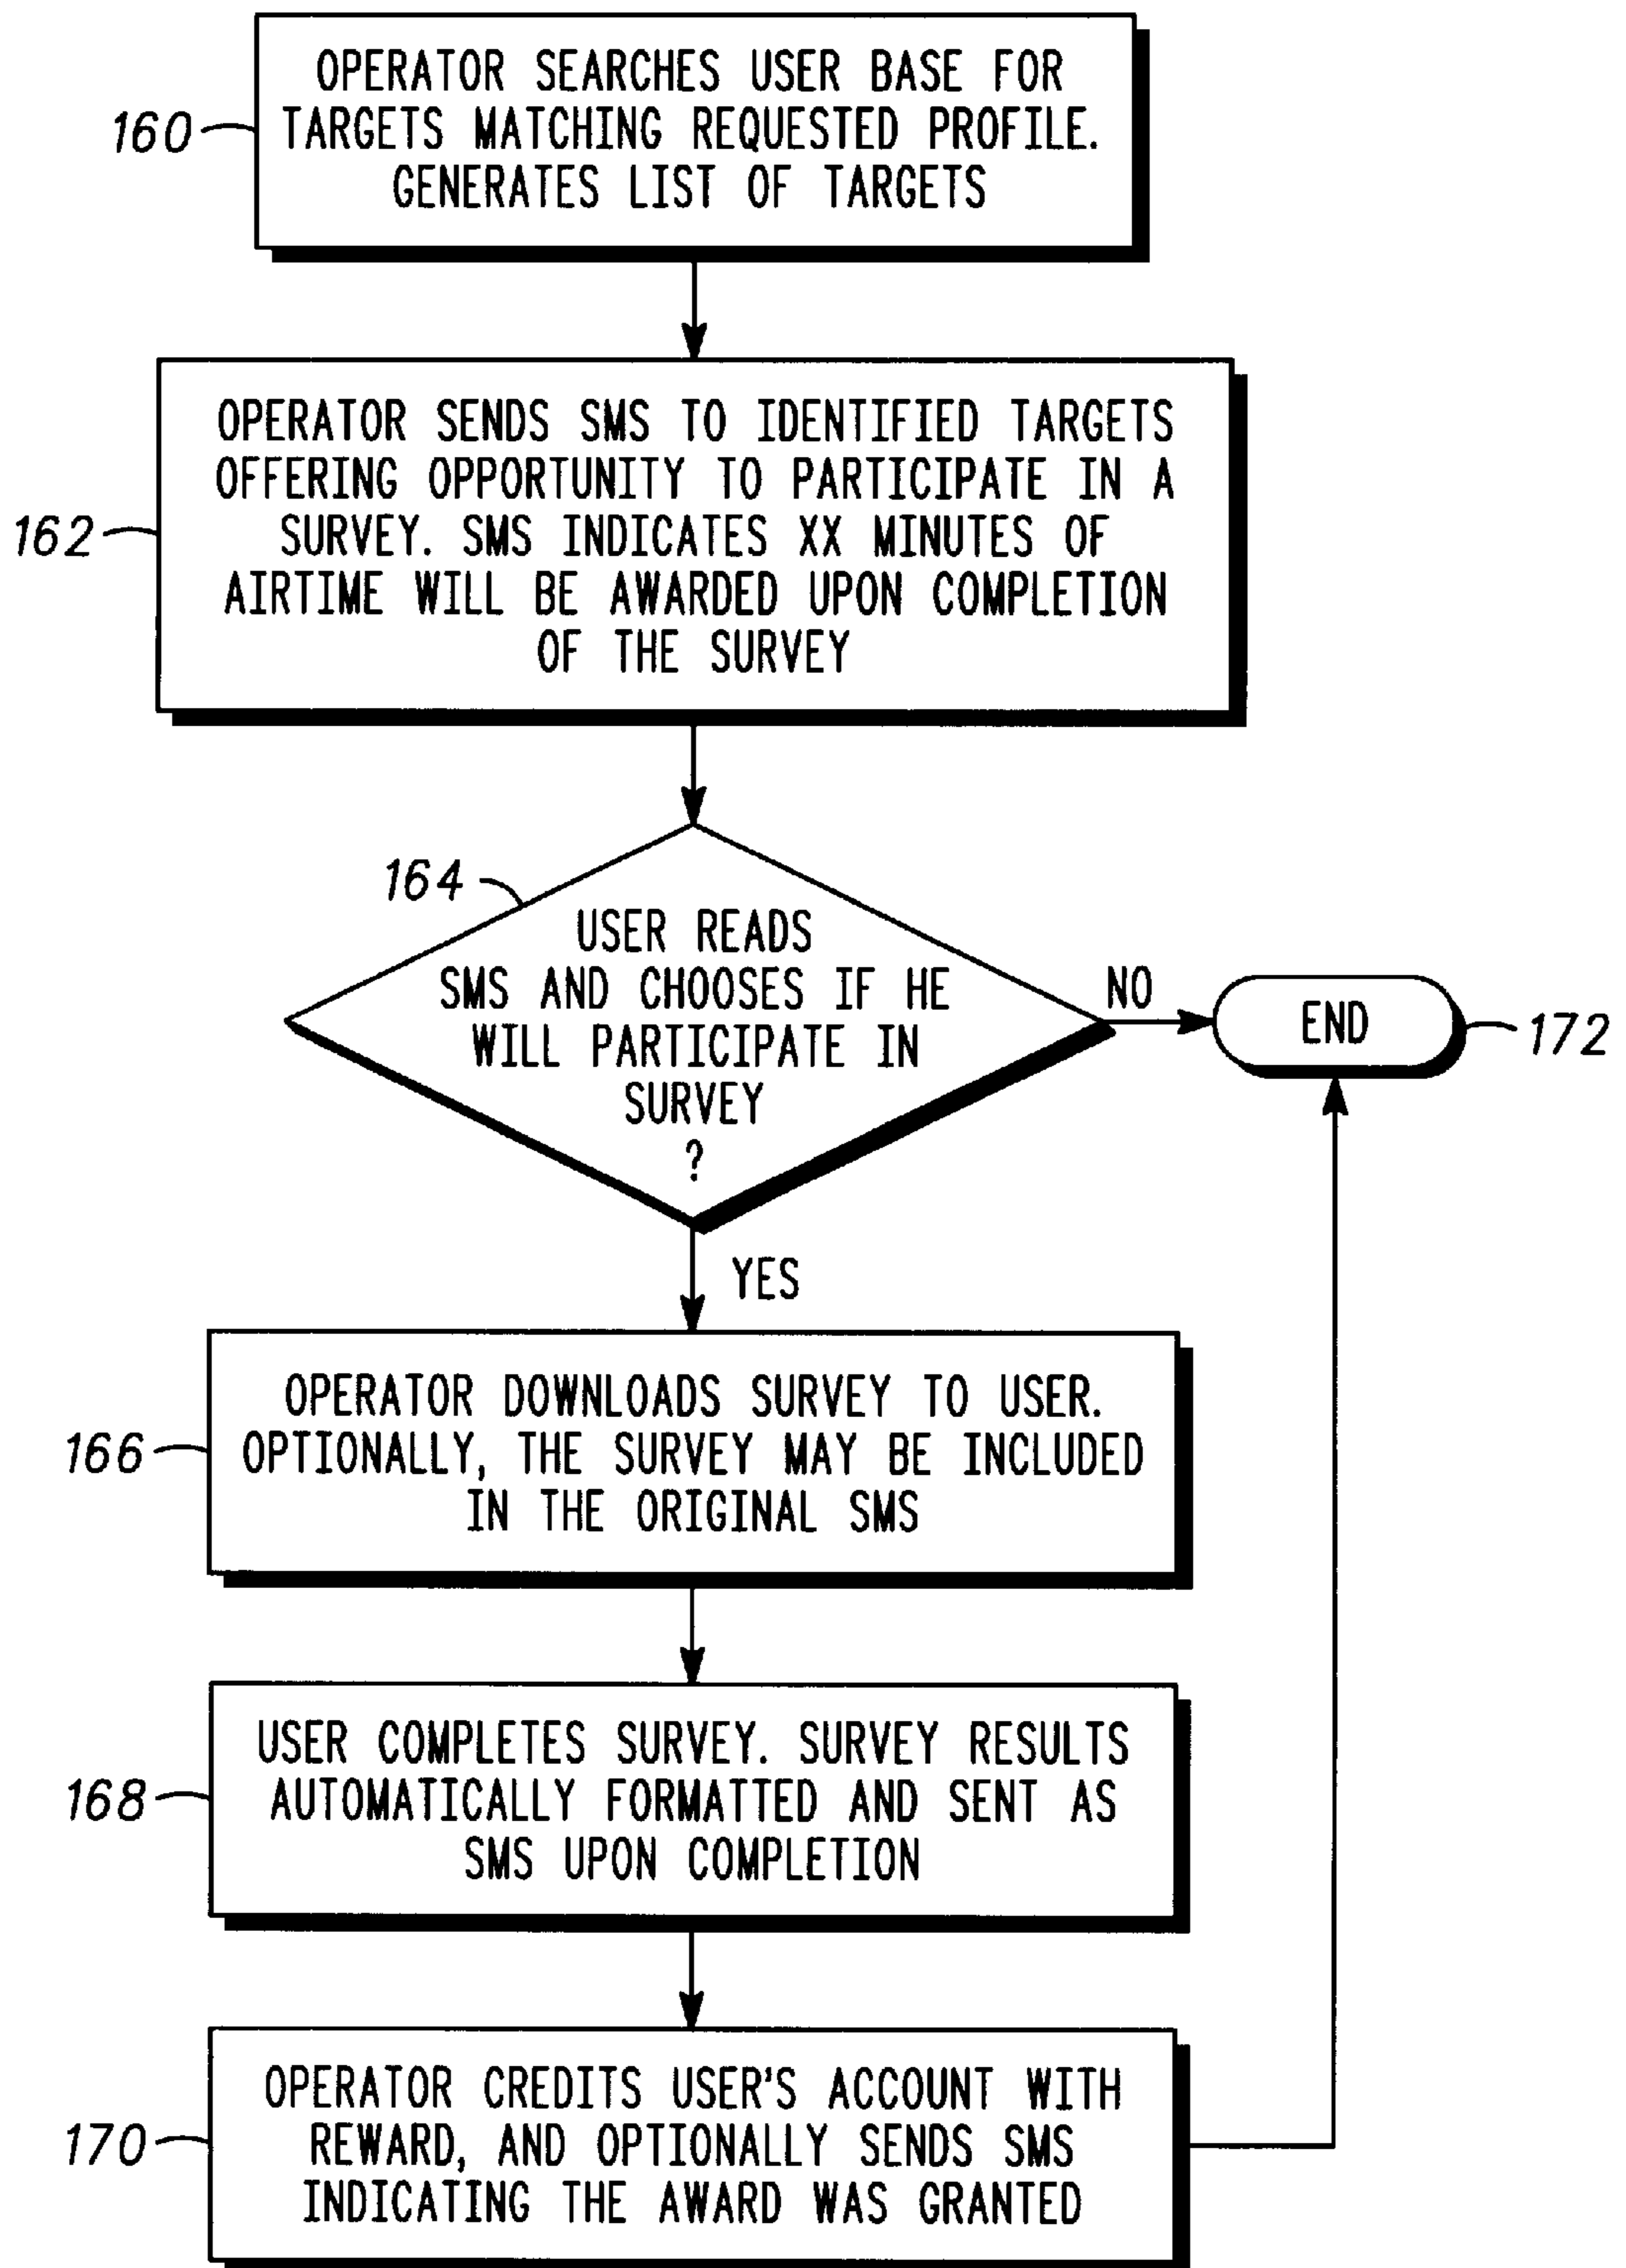 160
OPERATOR SEARCHES USER BASE FOR
TARGETS MATCHING REQUESTED PROFILE.
GENERATES LIST OF TARGETS
162
OPERATOR SENDS SMS TO IDENTIFIED TARGETS
OFFERING OPPORTUNITY TO PARTICIPATE IN A
SURVEY. SMS INDICATES XX MINUTES OF
AIRTIME WILL BE AWARDED UPON COMPLETION
OF THE SURVEY
164
USER READS
SMS AND CHOOSES IF HE
WILL PARTICIPATE IN
SURVEY
?
NO
END
172
YES
166
OPERATOR DOWNLOADS SURVEY TO USER.
OPTIONALLY, THE SURVEY MAY BE INCLUDED
IN THE ORIGINAL SMS
168
USER COMPLETES SURVEY. SURVEY RESULTS
AUTOMATICALLY FORMATTED AND SENT AS
SMS UPON COMPLETION
170
OPERATOR CREDITS USER'S ACCOUNT WITH
REWARD, AND OPTIONALLY SENDS SMS
INDICATING THE AWARD WAS GRANTED